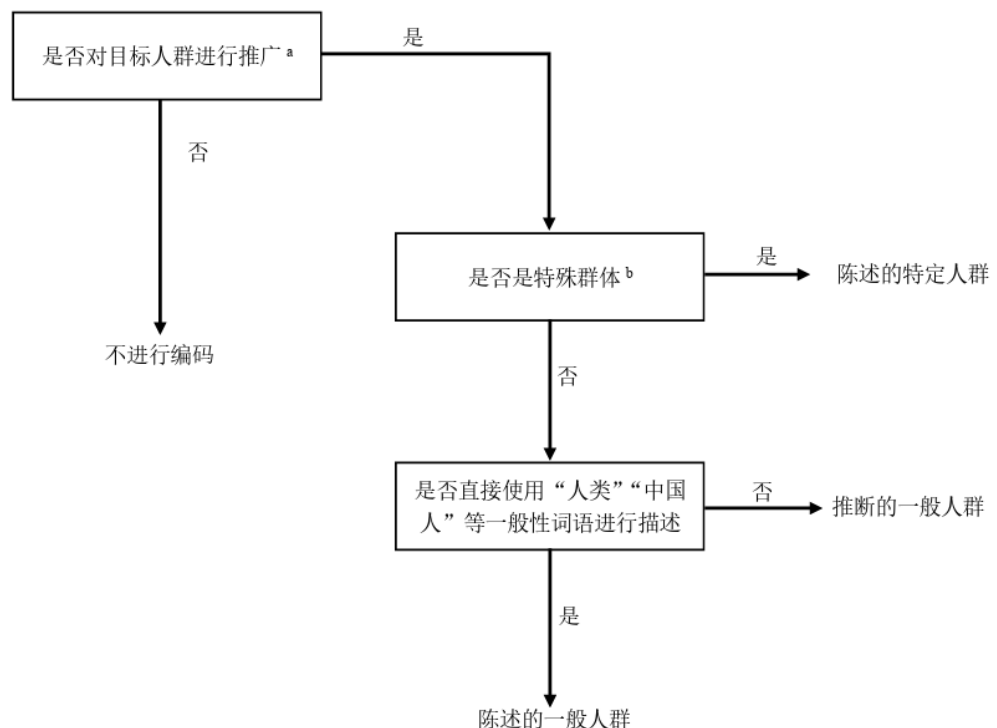 是否对目标人群进行推广 a
是
否
是否是特殊群体 b
是
陈述的特定人群
不进行编码
否
是否直接使用“人类”“中国
人”等一般性词语进行描述
否
推断的一般人群
是
陈述的一般人群